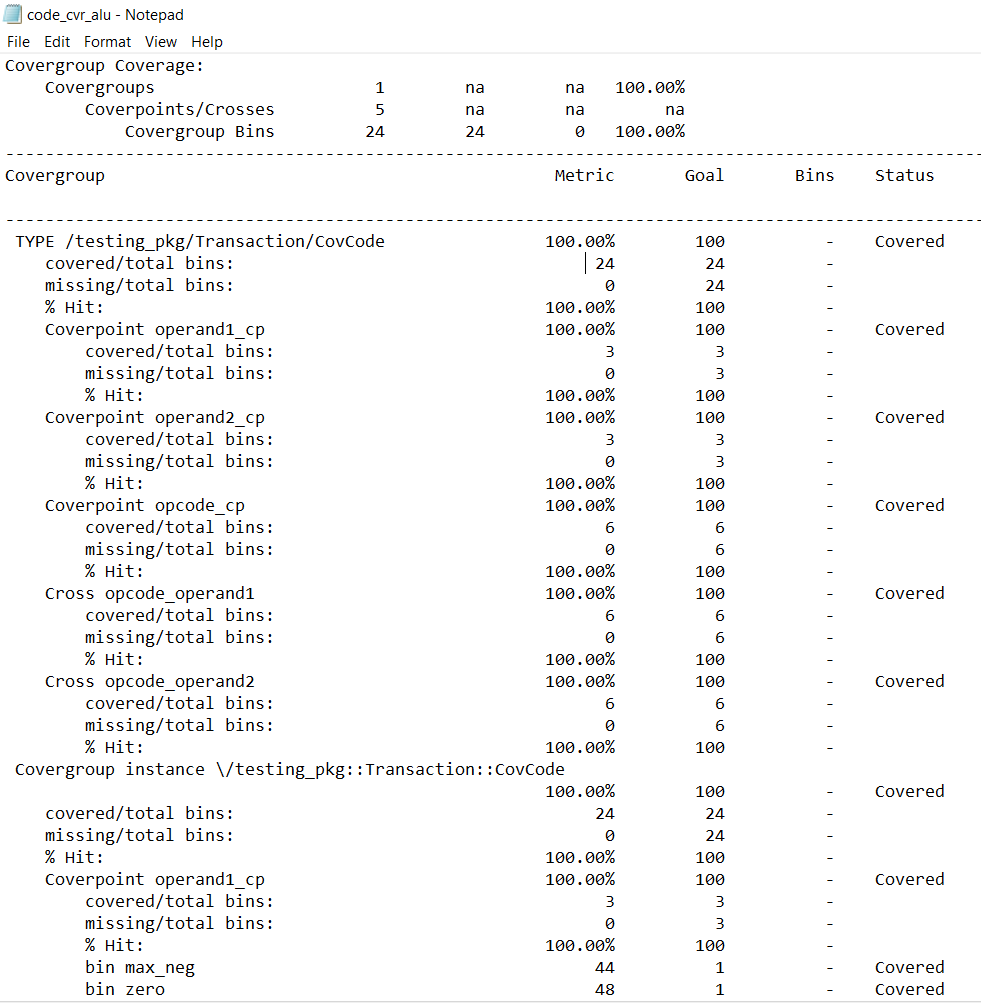 code_cvr_alu - Notepad
File Edit Format View Help
Covergroup Coverage:
Covergroups 1 na na 100.00%
Coverpoints/Crosses 5 na na na
Covergroup Bins 24 24 0 100.00%
--------------------------------------------------------------------------------------------------
Covergroup Metric Goal Bins Status
--------------------------------------------------------------------------------------------------
TYPE /testing_pkg/Transaction/CovCode 100.00% 100 - Covered
covered/total bins: 24 24 -
missing/total bins: 0 24 -
% Hit: 100.00% 100 -
Coverpoint operand1_cp 100.00% 100 - Covered
covered/total bins: 3 3 -
missing/total bins: 0 3 -
% Hit: 100.00% 100 -
Coverpoint operand2_cp 100.00% 100 - Covered
covered/total bins: 3 3 -
missing/total bins: 0 3 -
% Hit: 100.00% 100 -
Coverpoint opcode_cp 100.00% 100 - Covered
covered/total bins: 6 6 -
missing/total bins: 0 6 -
% Hit: 100.00% 100 -
Cross opcode_operand1 100.00% 100 - Covered
covered/total bins: 6 6 -
missing/total bins: 0 6 -
% Hit: 100.00% 100 -
Cross opcode_operand2 100.00% 100 - Covered
covered/total bins: 6 6 -
missing/total bins: 0 6 -
% Hit: 100.00% 100 -
Covergroup instance \/testing_pkg::Transaction::CovCode
100.00% 100 - Covered
covered/total bins: 24 24 -
missing/total bins: 0 24 -
% Hit: 100.00% 100 -
Coverpoint operand1_cp 100.00% 100 - Covered
covered/total bins: 3 3 -
missing/total bins: 0 3 -
% Hit: 100.00% 100 -
bin max_neg 44 1 - Covered
bin zero 48 1 - Covered